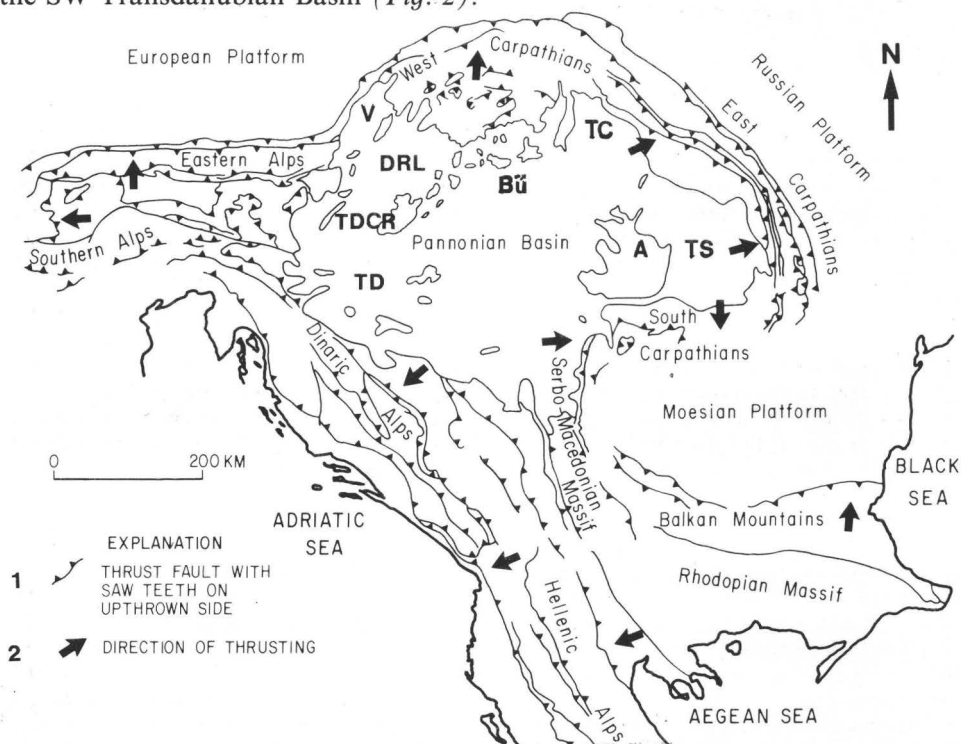 the SW Transdanubian Basin (Fig. 2).
European Platform
West
Carpathians
N
Russian Platform
East
Carpathians
V
TC
DRL
Bű
Eastern Alps
TDCR
Pannonian Basin
A
TS
Southern Alps
TD
South
Carpathians
Dinaric
Alps
Serbo-Macedonian
Massif
Moesian Platform
0 200 KM
BLACK
SEA
Balkan Mountains
ADRIATIC
SEA
Rhodopian Massif
EXPLANATION
1 THRUST FAULT WITH
SAW TEETH ON
UPTHROWN SIDE
2 DIRECTION OF THRUSTING
Hellenic
Alps
AEGEAN SEA